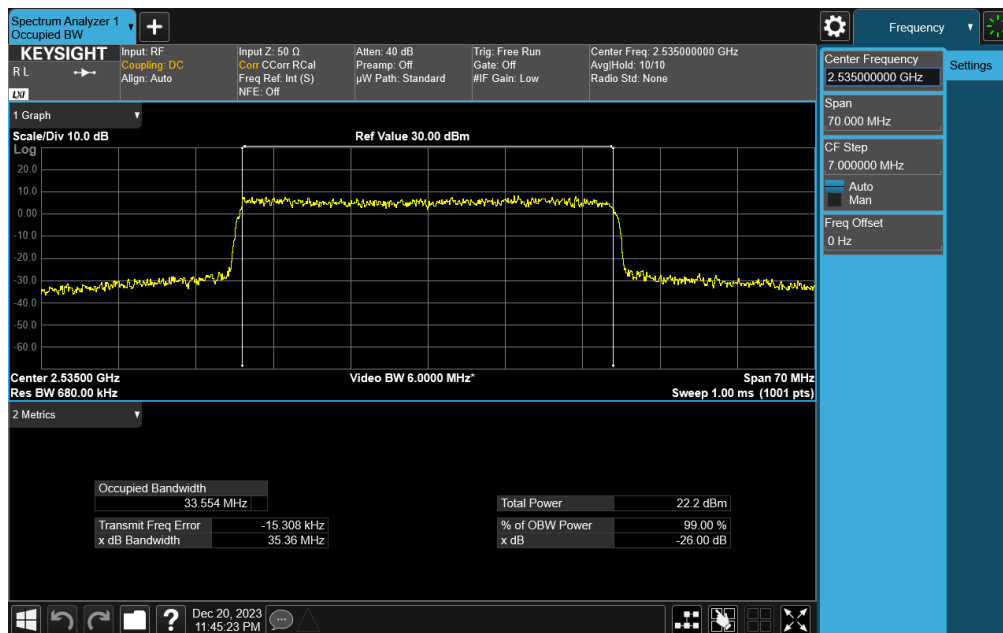 Spectrum Analyzer 1
Occupied BW
Frequency
KEYSIGHT
R L
LXI
Input: RF
Coupling: DC
Align: Auto
Input Z: 50 Ω
Corr CCorr RCal
Freq Ref: Int (S)
NFE: Off
Atten: 40 dB
Preamp: Off
µW Path: Standard
Trig: Free Run
Gate: Off
#IF Gain: Low
Center Freq: 2.535000000 GHz
Avg|Hold: 10/10
Radio Std: None
Center Frequency
2.535000000 GHz
Settings
Span
70.000 MHz
CF Step
7.000000 MHz
Auto
Man
Freq Offset
0 Hz
1 Graph
Scale/Div 10.0 dB
Ref Value 30.00 dBm
Log
20.0
10.0
0.00
-10.0
-20.0
-30.0
-40.0
-50.0
-60.0
Center 2.53500 GHz
Video BW 6.0000 MHz*
Span 70 MHz
Res BW 680.00 kHz
Sweep 1.00 ms (1001 pts)
2 Metrics
Occupied Bandwidth
33.554 MHz
Total Power 22.2 dBm
Transmit Freq Error -15.308 kHz
% of OBW Power 99.00 %
x dB Bandwidth 35.36 MHz
x dB -26.00 dB
Dec 20, 2023
11:45:23 PM